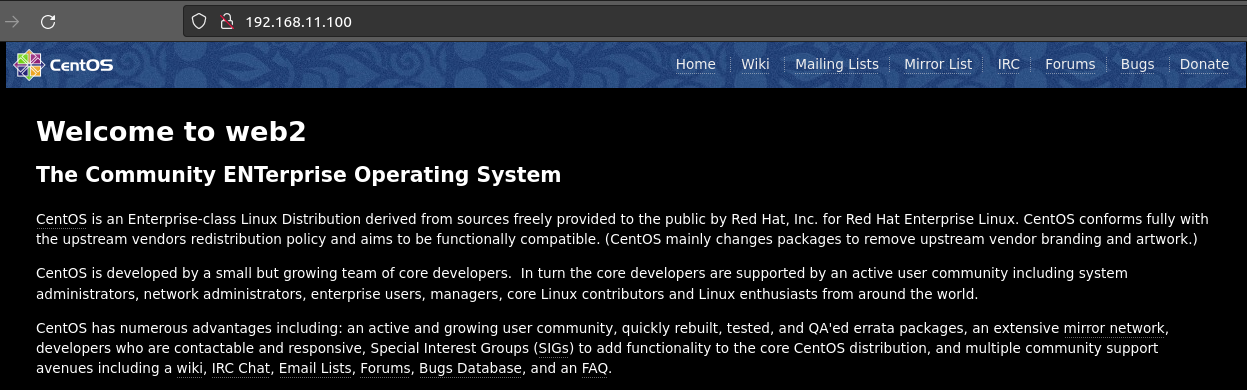 192.168.11.100
CentOS Home Wiki Mailing Lists Mirror List IRC Forums Bugs Donate
Welcome to web2
The Community ENTerprise Operating System
CentOS is an Enterprise-class Linux Distribution derived from sources freely provided to the public by Red Hat, Inc. for Red Hat Enterprise Linux. CentOS conforms fully with
the upstream vendors redistribution policy and aims to be functionally compatible. (CentOS mainly changes packages to remove upstream vendor branding and artwork.)
CentOS is developed by a small but growing team of core developers.  In turn the core developers are supported by an active user community including system
administrators, network administrators, enterprise users, managers, core Linux contributors and Linux enthusiasts from around the world.
CentOS has numerous advantages including: an active and growing user community, quickly rebuilt, tested, and QA'ed errata packages, an extensive mirror network,
developers who are contactable and responsive, Special Interest Groups (SIGs) to add functionality to the core CentOS distribution, and multiple community support
avenues including a wiki, IRC Chat, Email Lists, Forums, Bugs Database, and an FAQ.